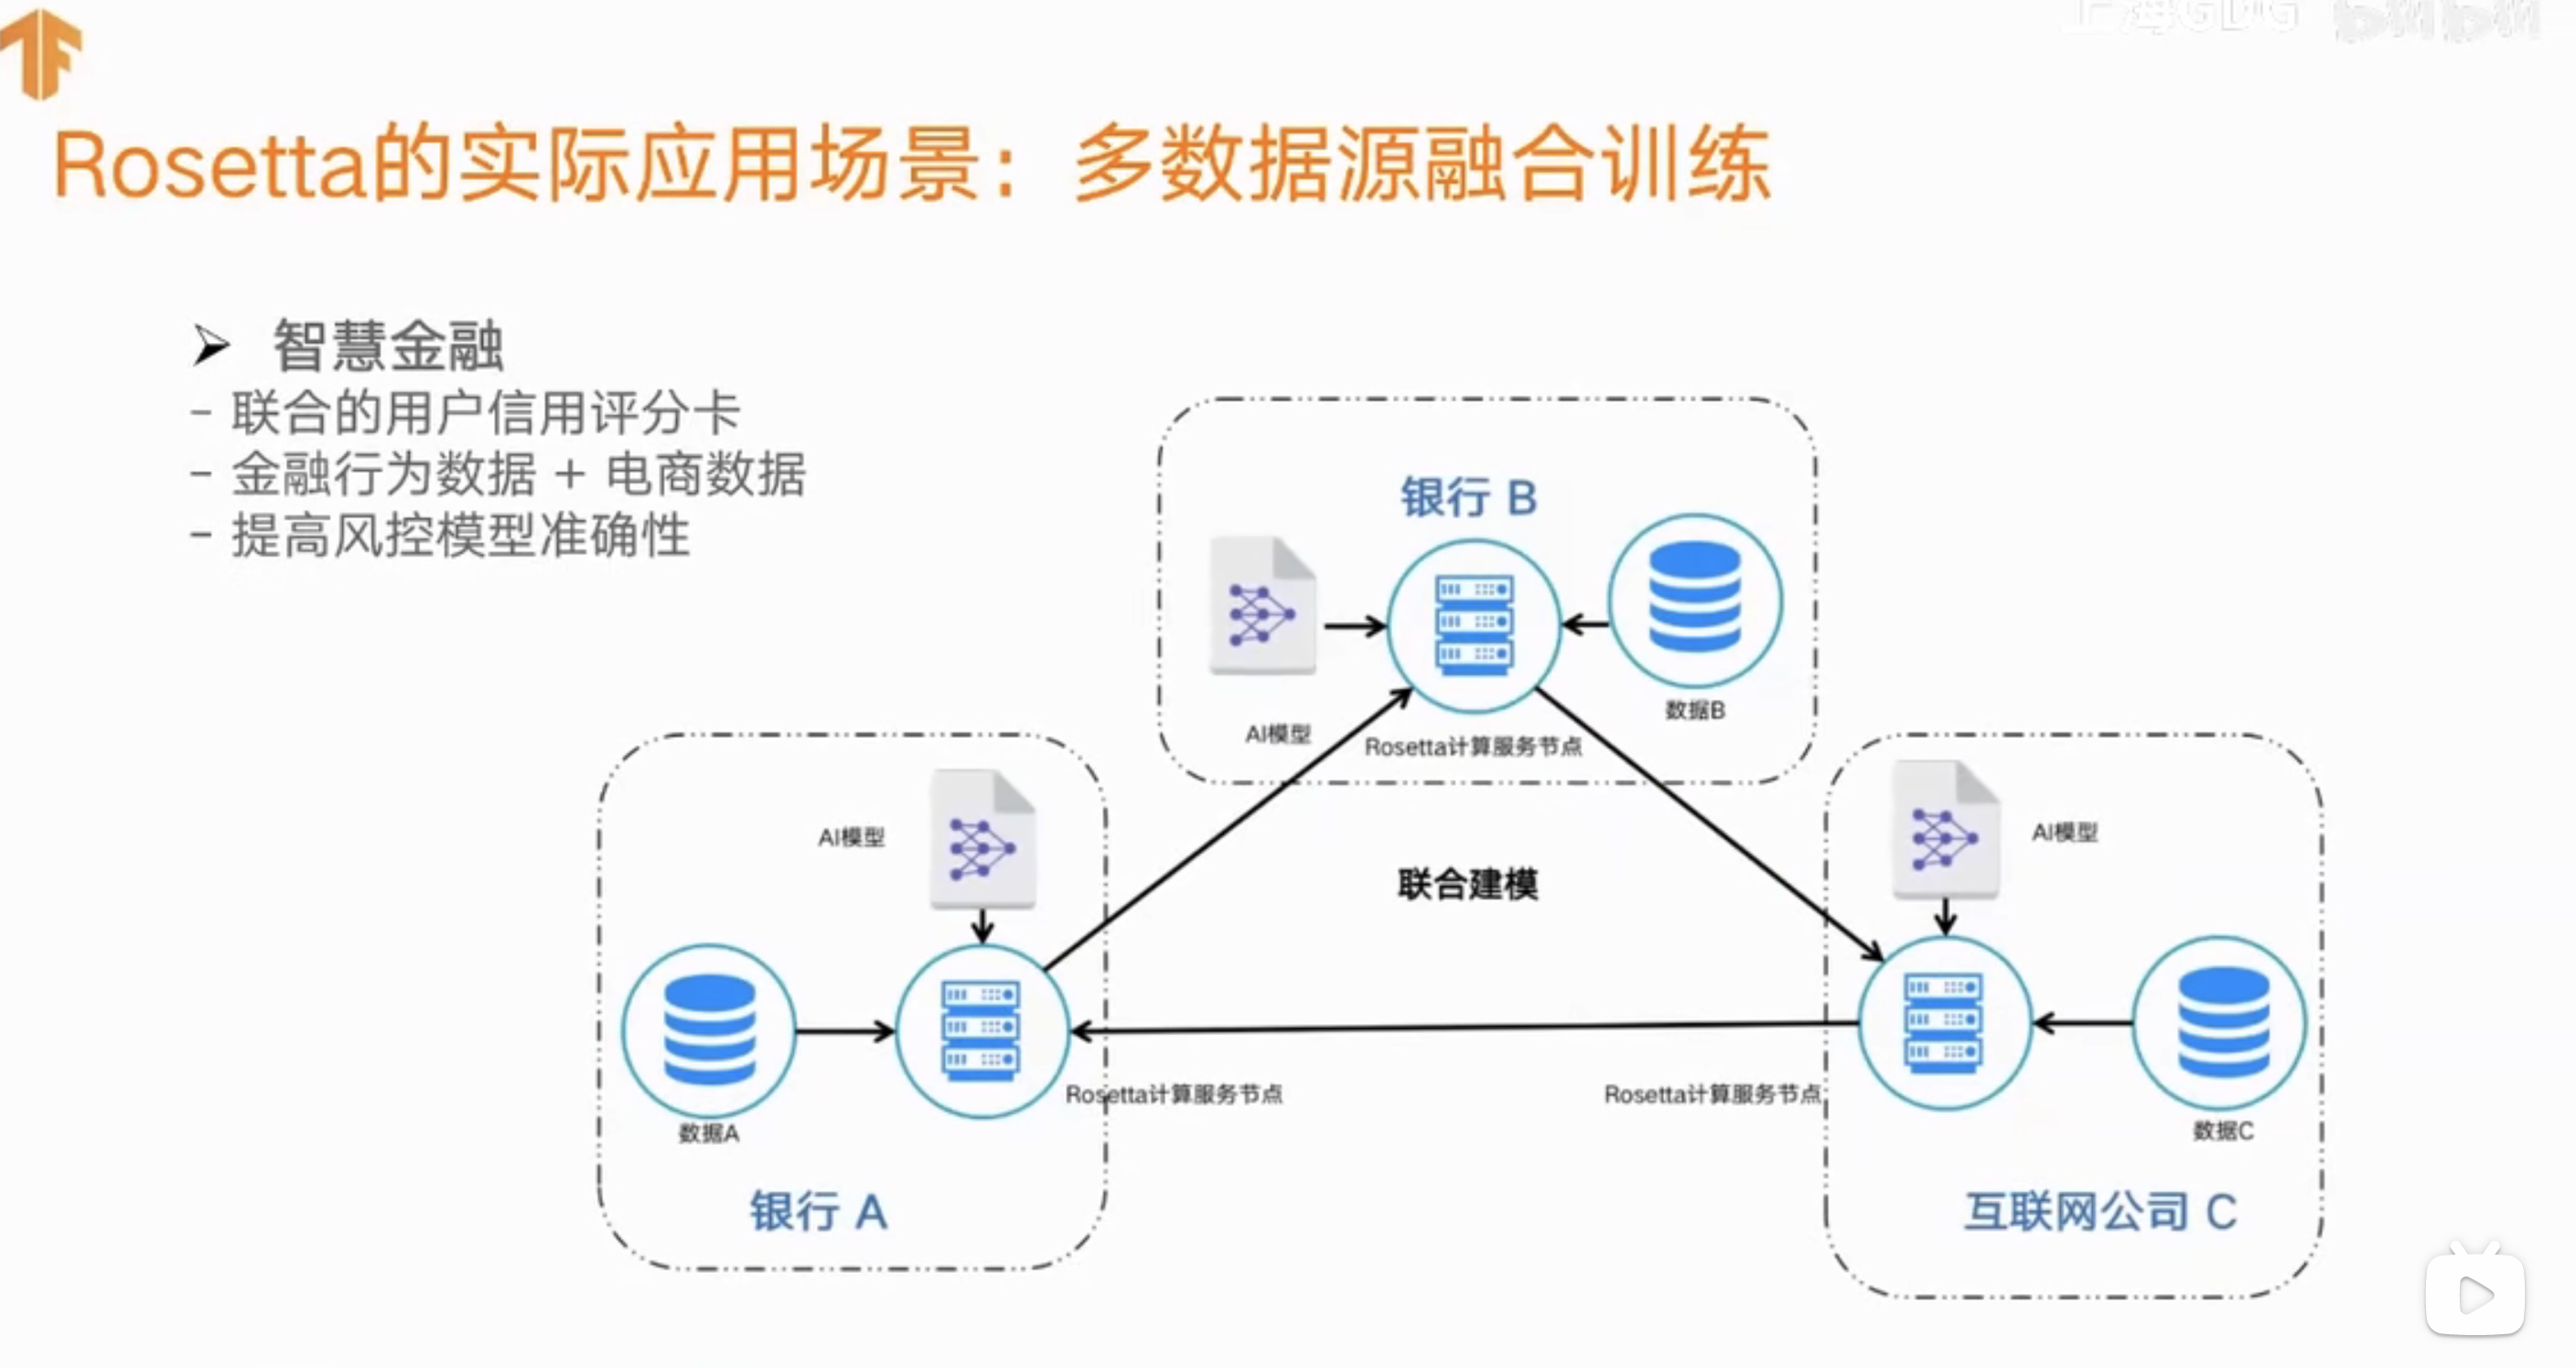 上海GDG bilibili
Rosetta的实际应用场景：多数据源融合训练
➢ 智慧金融
- 联合的用户信用评分卡
- 金融行为数据 + 电商数据
- 提高风控模型准确性
银行 B
数据B
AI模型
Rosetta计算服务节点
AI模型
AI模型
联合建模
Rosetta计算服务节点
Rosetta计算服务节点
数据A
数据C
银行 A
互联网公司 C